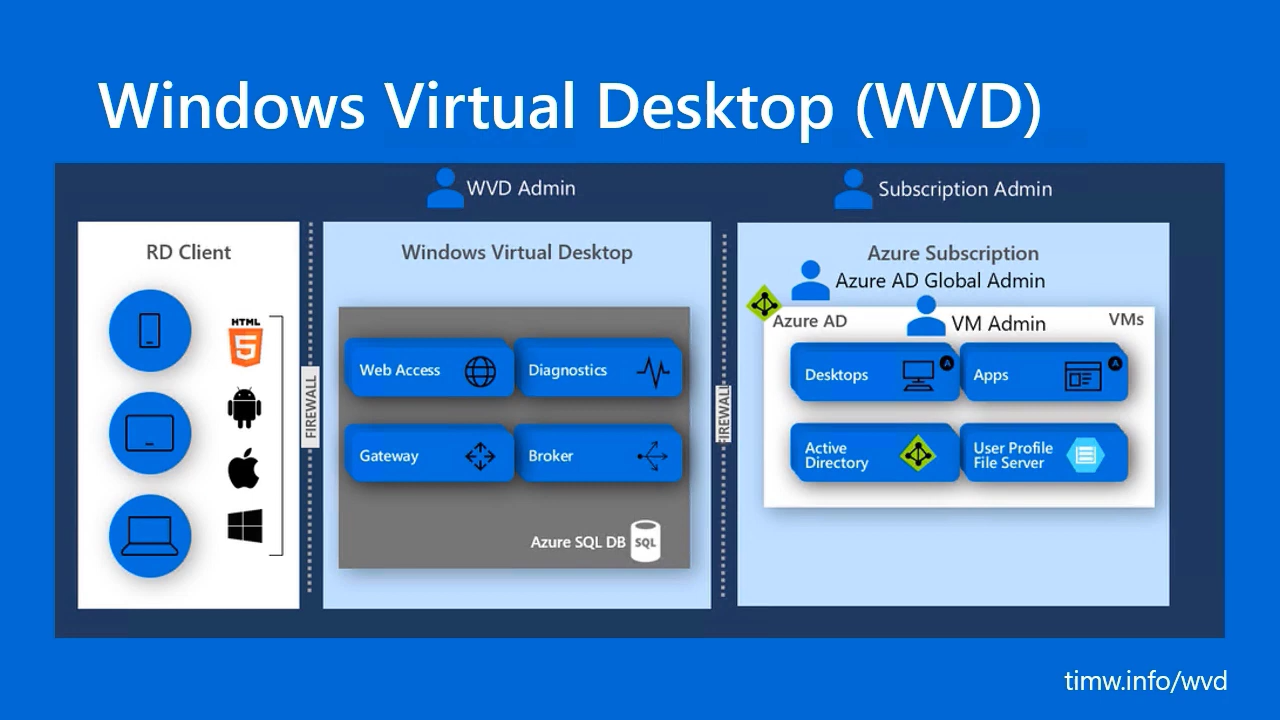 Windows Virtual Desktop (WVD)
WVD Admin
Subscription Admin
RD Client
HTML
5
FIREWALL
Windows Virtual Desktop
Web Access
Diagnostics
Gateway
Broker
Azure SQL DB
SQL
FIREWALL
Azure Subscription
Azure AD Global Admin
Azure AD
VM Admin
VMs
Desktops
A
Apps
A
Active
Directory
User Profile
File Server
timw.info/wvd